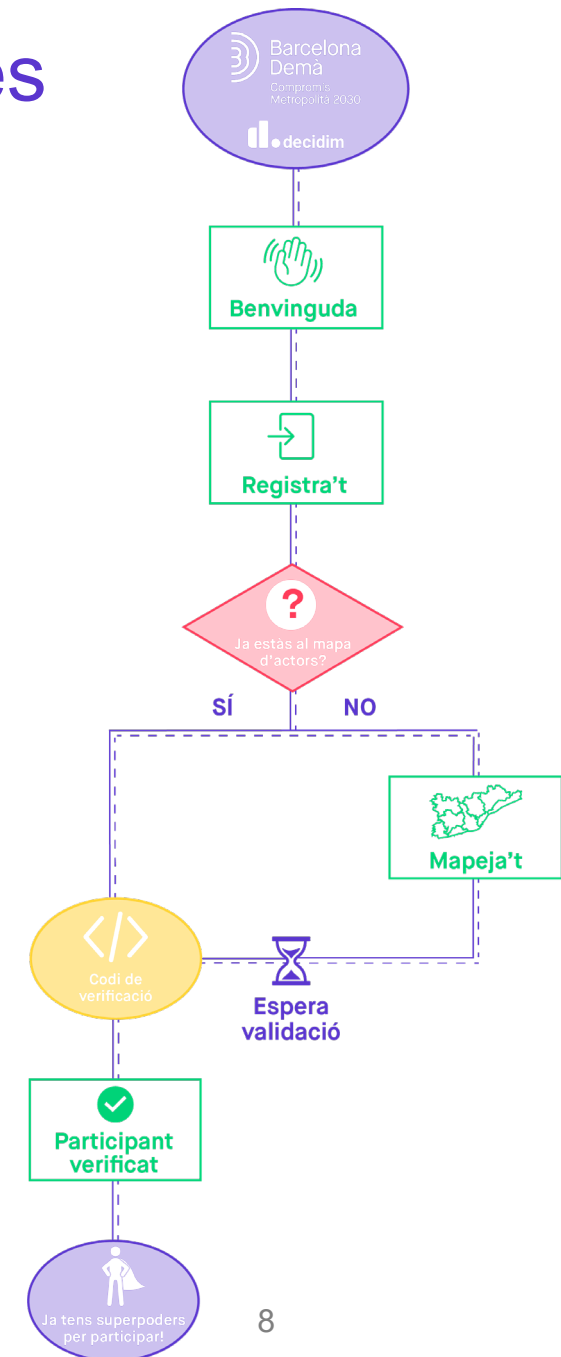 es
Barcelona
Demà
Compromís
Metropolità 2030
decidim
Benvinguda
Registra't
?
Ja estàs al mapa
d'actors?
SÍ
NO
Mapeja't
</>
Codi de
verificació
Espera
validació
Participant
verificat
Ja tens superpoders
per participar!
8